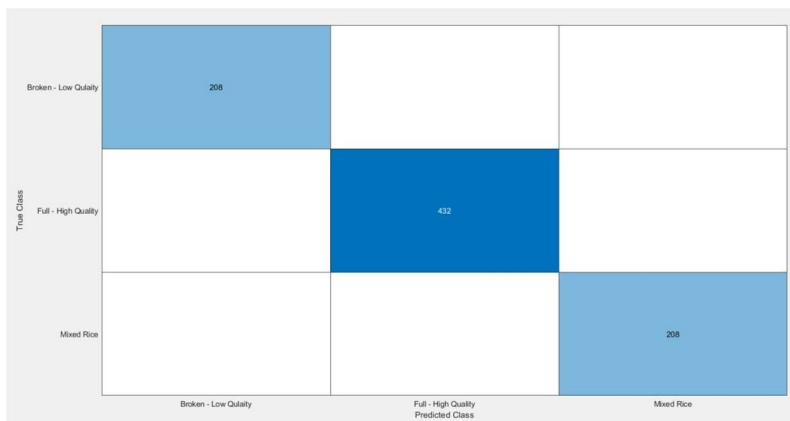 True Class
Broken - Low Qulaity
208
Full - High Quality
432
Mixed Rice
208
Broken - Low Qulaity
Full - High Quality
Mixed Rice
Predicted Class